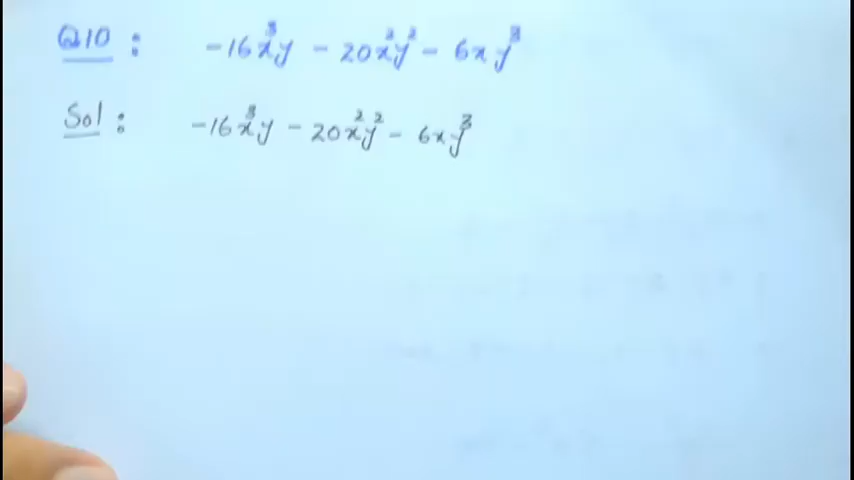 Q10 : -16x³y - 20x²y² - 6xy³
Sol : -16x³y - 20x²y² - 6xy³